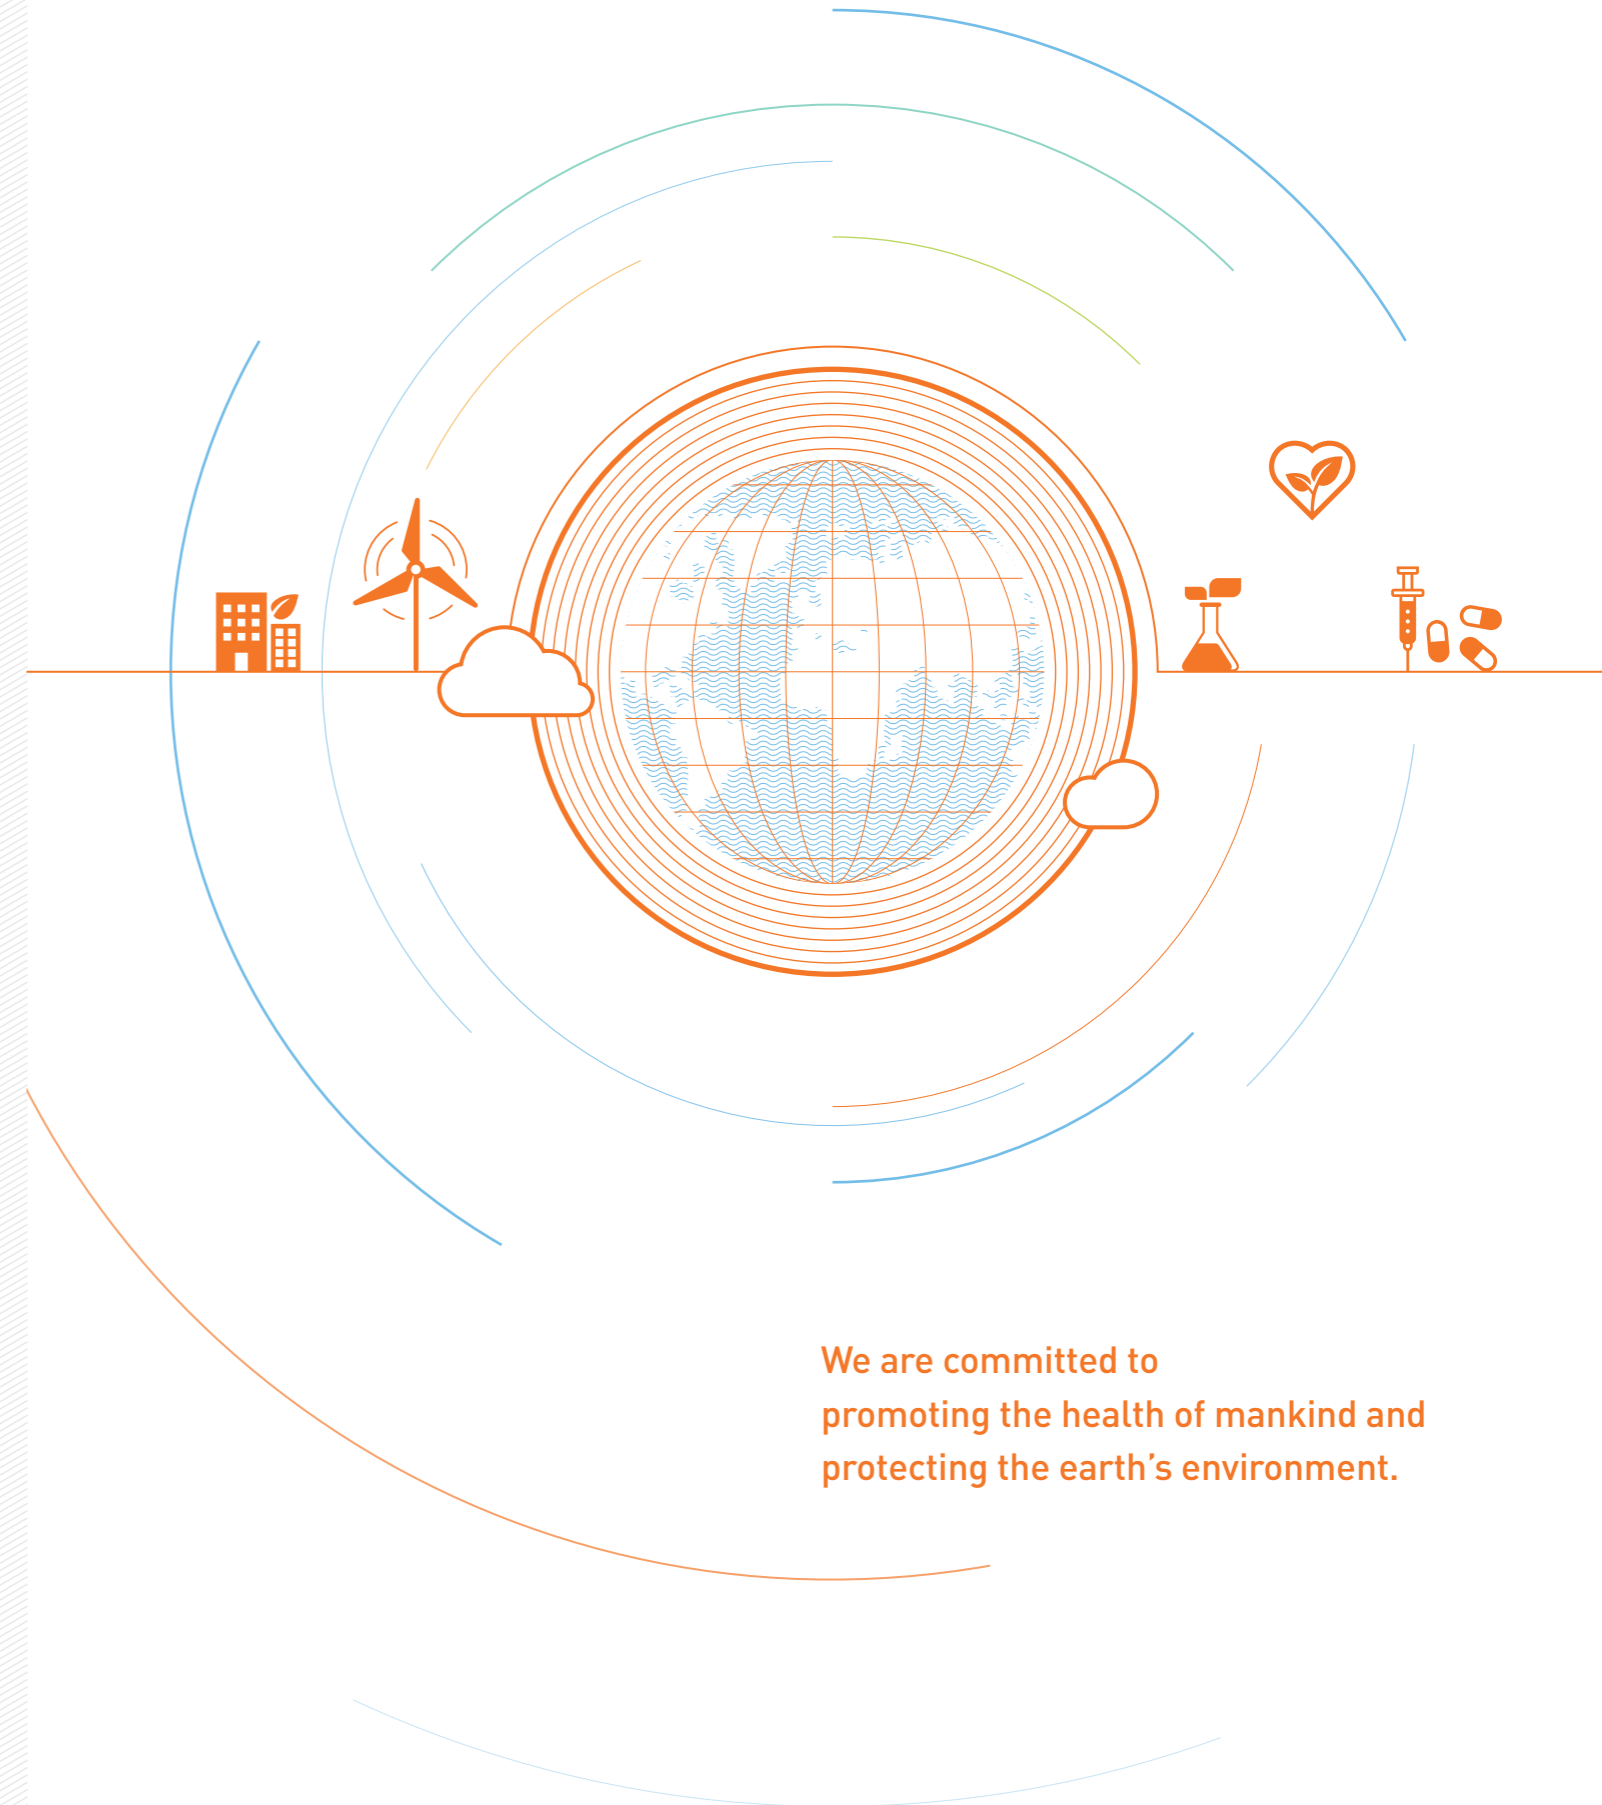 We are committed to
promoting the health of mankind and
protecting the earth’s environment.